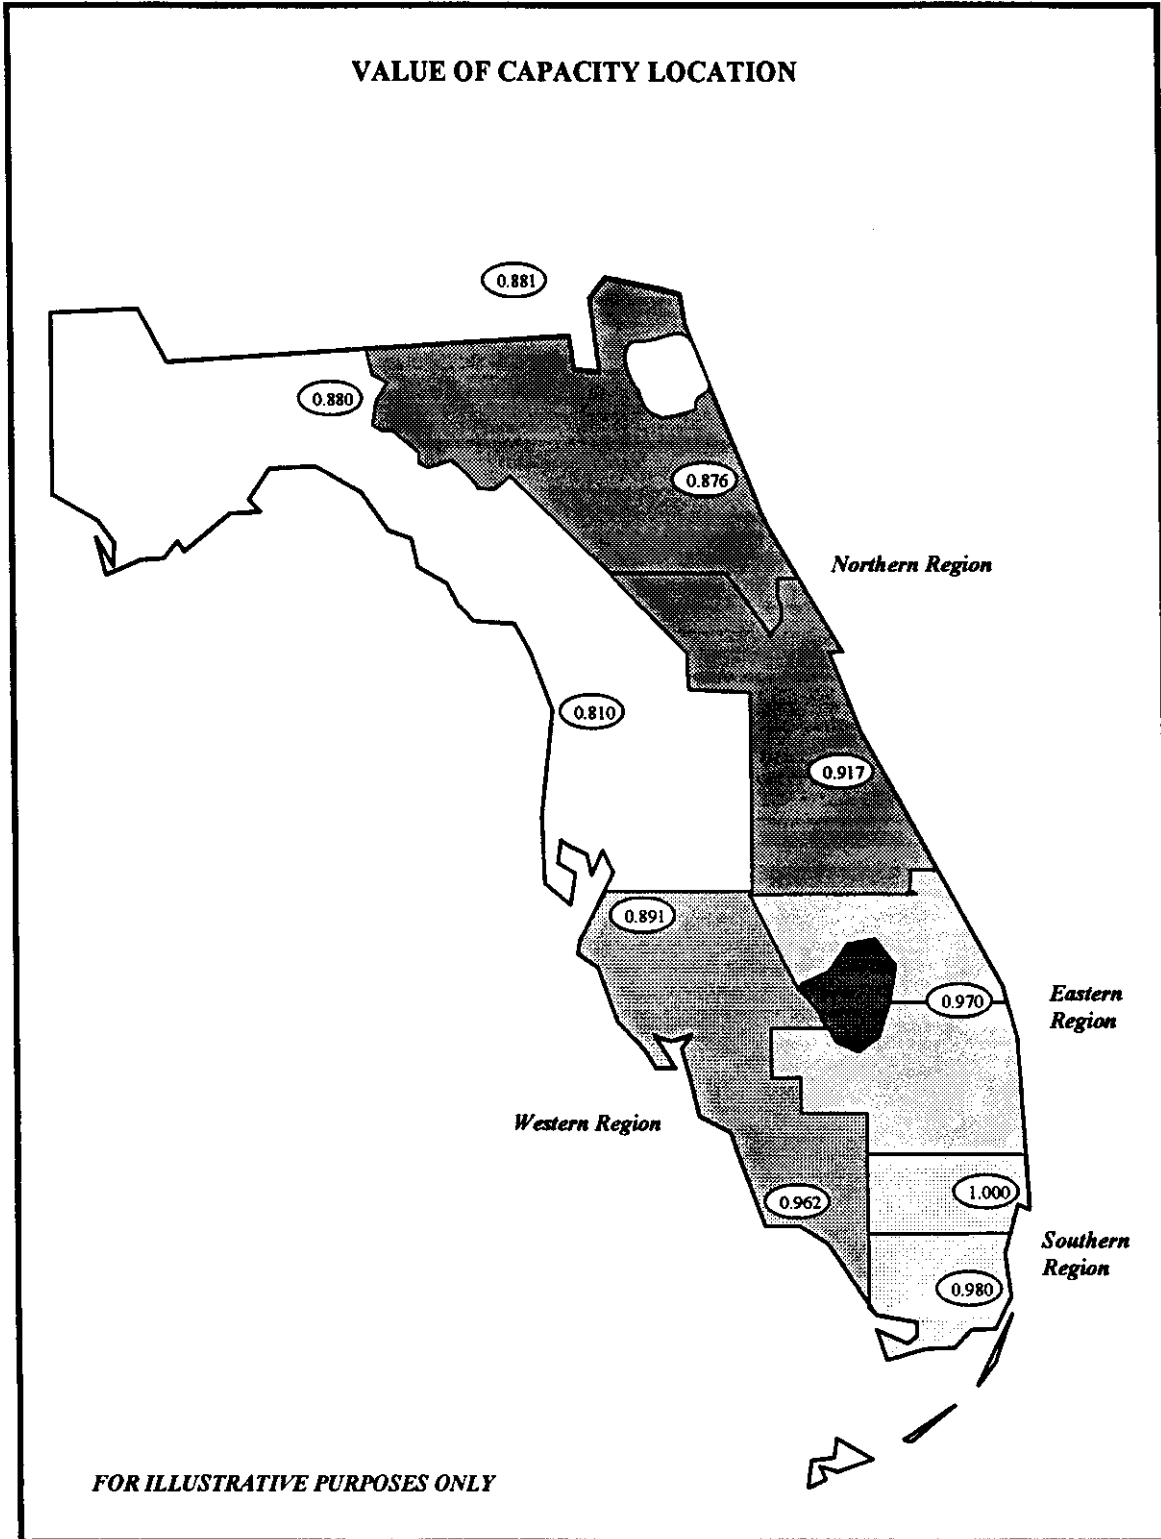 VALUE OF CAPACITY LOCATION
0.881
0.880
0.876
Northern Region
0.810
0.917
0.891
0.970
Eastern
Region
Western Region
1.000
0.962
Southern
Region
0.980
FOR ILLUSTRATIVE PURPOSES ONLY